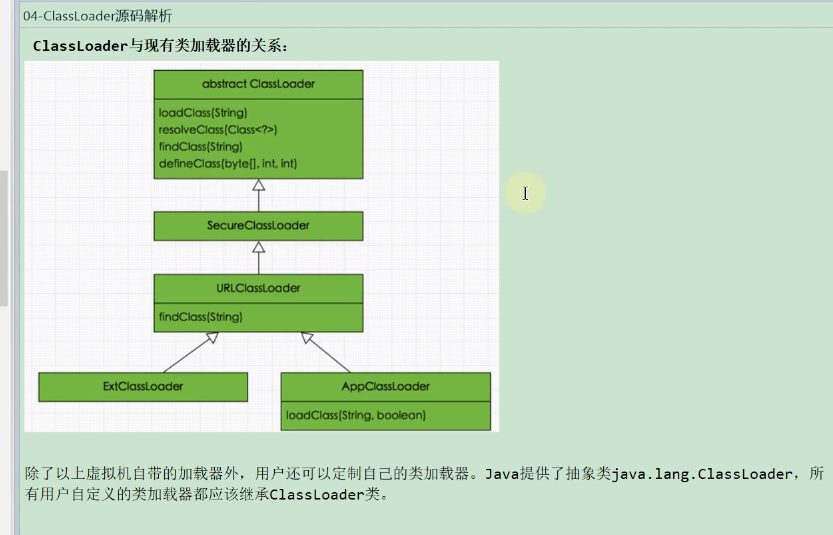 04-ClassLoader源码解析
ClassLoader与现有类加载器的关系:
abstract ClassLoader
loadClass(String)
resolveClass(Class<?>)
findClass(String)
defineClass(byte[], int, int)
SecureClassLoader
URLClassLoader
findClass(String)
ExtClassLoader
AppClassLoader
loadClass(String, boolean)
除了以上虚拟机自带的加载器外，用户还可以定制自己的类加载器。Java提供了抽象类java.lang.ClassLoader，所
有用户自定义的类加载器都应该继承ClassLoader类。